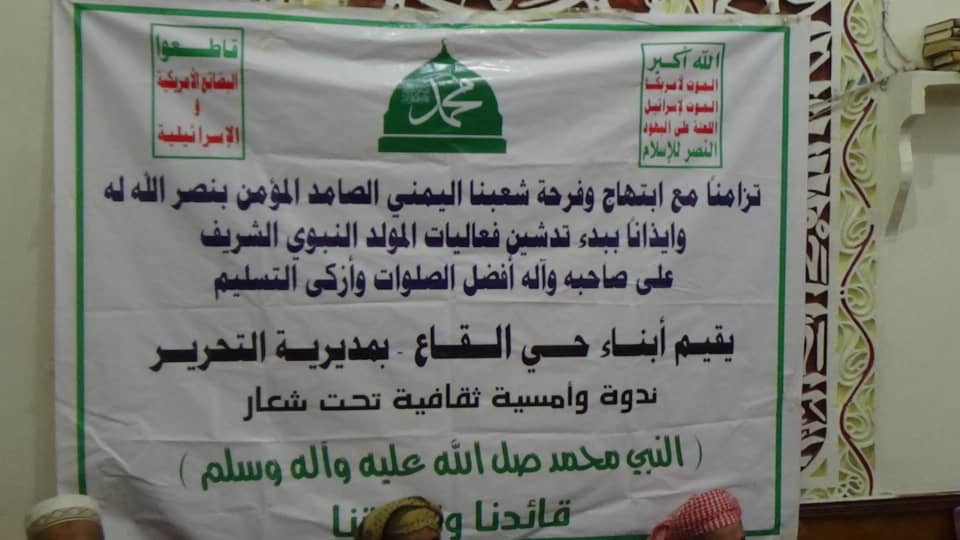 الله أكبر
الموت لأمريكا
الموت لإسرائيل
اللعنة على اليهود
النصر للإسلام
محمد
قاطعوا
البضائع الأمريكية
و
الإسرائيلية
تزامناً مع ابتهاج وفرحة شعبنا اليمني الصامد المؤمن بنصر الله له
وايذاناً ببدء تدشين فعاليات المولد النبوي الشريف
على صاحبه وآله أفضل الصلوات وأزكى التسليم
يقيم أبناء حي القاع - بمديرية التحرير
ندوة وأمسية ثقافية تحت شعار
( النبي محمد صل الله عليه وآله وسلم )
قائدنا